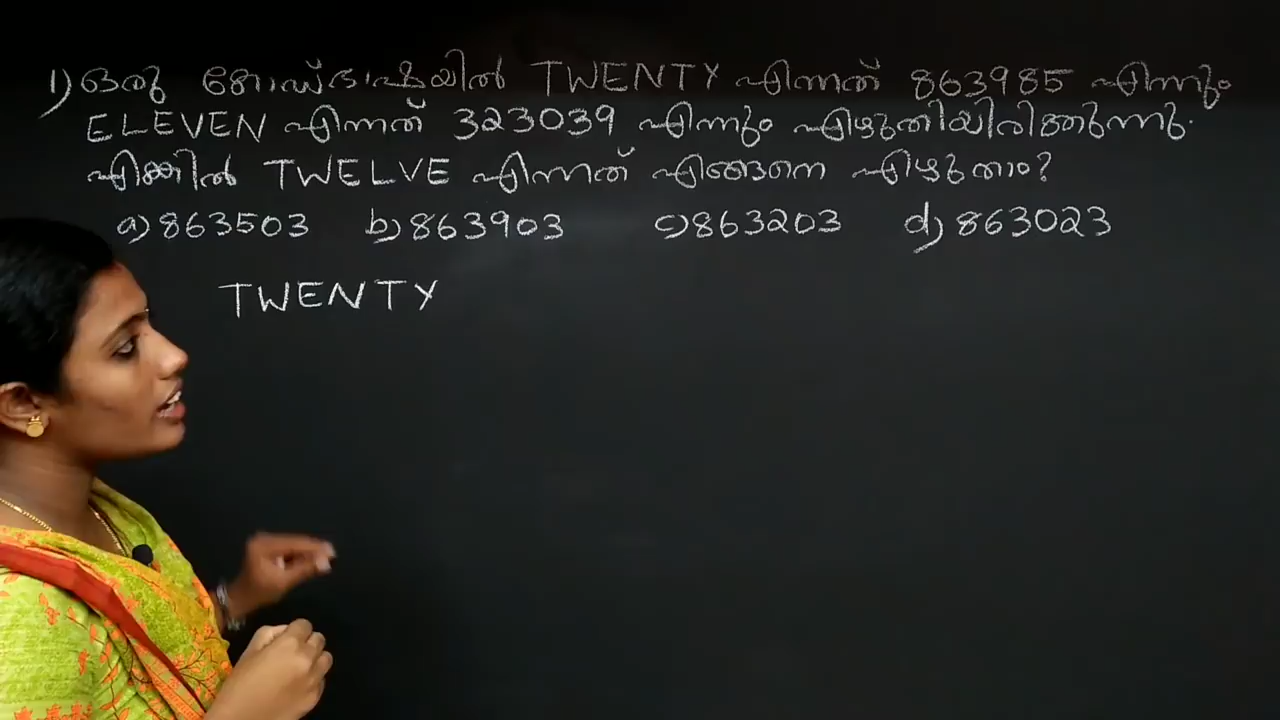 1) ഒരു കോഡ്ഭാഷയിൽ TWENTY എന്നത് 863985 എന്നും
ELEVEN എന്നത് 323039 എന്നും എഴുതിയിരിക്കുന്നു.
എങ്കിൽ TWELVE എന്നത് എങ്ങനെ എഴുതാം?
a) 863503 b) 863903 c) 863203 d) 863023
TWENTY